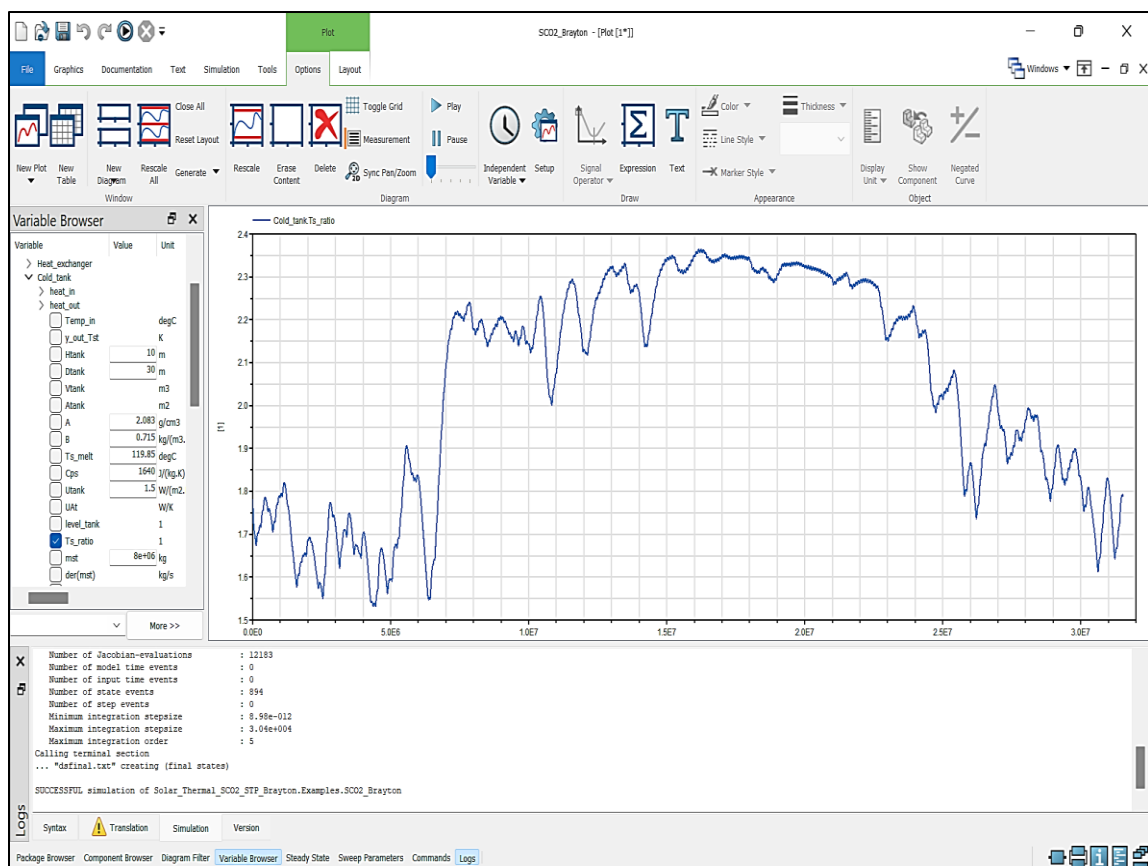 Plot
SCO2_Brayton - [Plot [1*]]
File Graphics Documentation Text Simulation Tools Options Layout Windows
Close All
Reset Layout
Generate
New Plot
New Table
New Diagram
Rescale All
Window
Rescale
Erase Content
Delete
Toggle Grid
Measurement
2D Sync Pan/Zoom
Play
Pause
Diagram
Independent Variable
Setup
Signal Operator
Expression
Text
Draw
Color
Line Style
Marker Style
Thickness
Appearance
Display Unit
Show Component
Negated Curve
Object
Variable Browser
Variable Value Unit
Heat_exchanger
Cold_tank
heat_in
heat_out
Temp_in degC
y_out_Tst K
Htank 10 m
Dtank 30 m
Vtank m3
Atank m2
A 2.083 g/cm3
B 0.715 kg/(m3.
Ts_melt 119.85 degC
Cps 1640 J/(kg.K)
Utank 1.5 W/(m2.
UAt W/K
level_tank 1
Ts_ratio 1
mst 8e+06 kg
der(mst) kg/s
More >>
Cold_tank.Ts_ratio
2.4
2.3
2.2
2.1
2.0
1.9
1.8
1.7
1.6
1.5
[1]
0.0E0 5.0E6 1.0E7 1.5E7 2.0E7 2.5E7 3.0E7
Number of Jacobian-evaluations : 12183
Number of model time events : 0
Number of input time events : 0
Number of state events : 894
Number of step events : 0
Minimum integration stepsize : 8.98e-012
Maximum integration stepsize : 3.04e+004
Maximum integration order : 5
Calling terminal section
... "dsfinal.txt" creating (final states)
SUCCESSFUL simulation of Solar_Thermal_SCO2_STP_Brayton.Examples.SCO2_Brayton
Logs
Syntax Translation Simulation Version
Package Browser Component Browser Diagram Filter Variable Browser Steady State Sweep Parameters Commands Logs